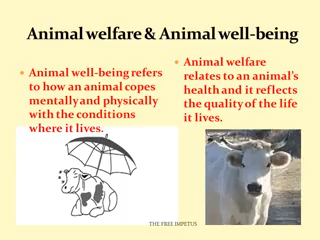 Animal welfare & Animal well-being
Animal well-being refers
to how an animal copes
mentally and physically
with the conditions
where it lives.
Animal welfare
relates to an animal's
health and it reflects
the quality of the life
it lives.
THE FREE IMPETUS